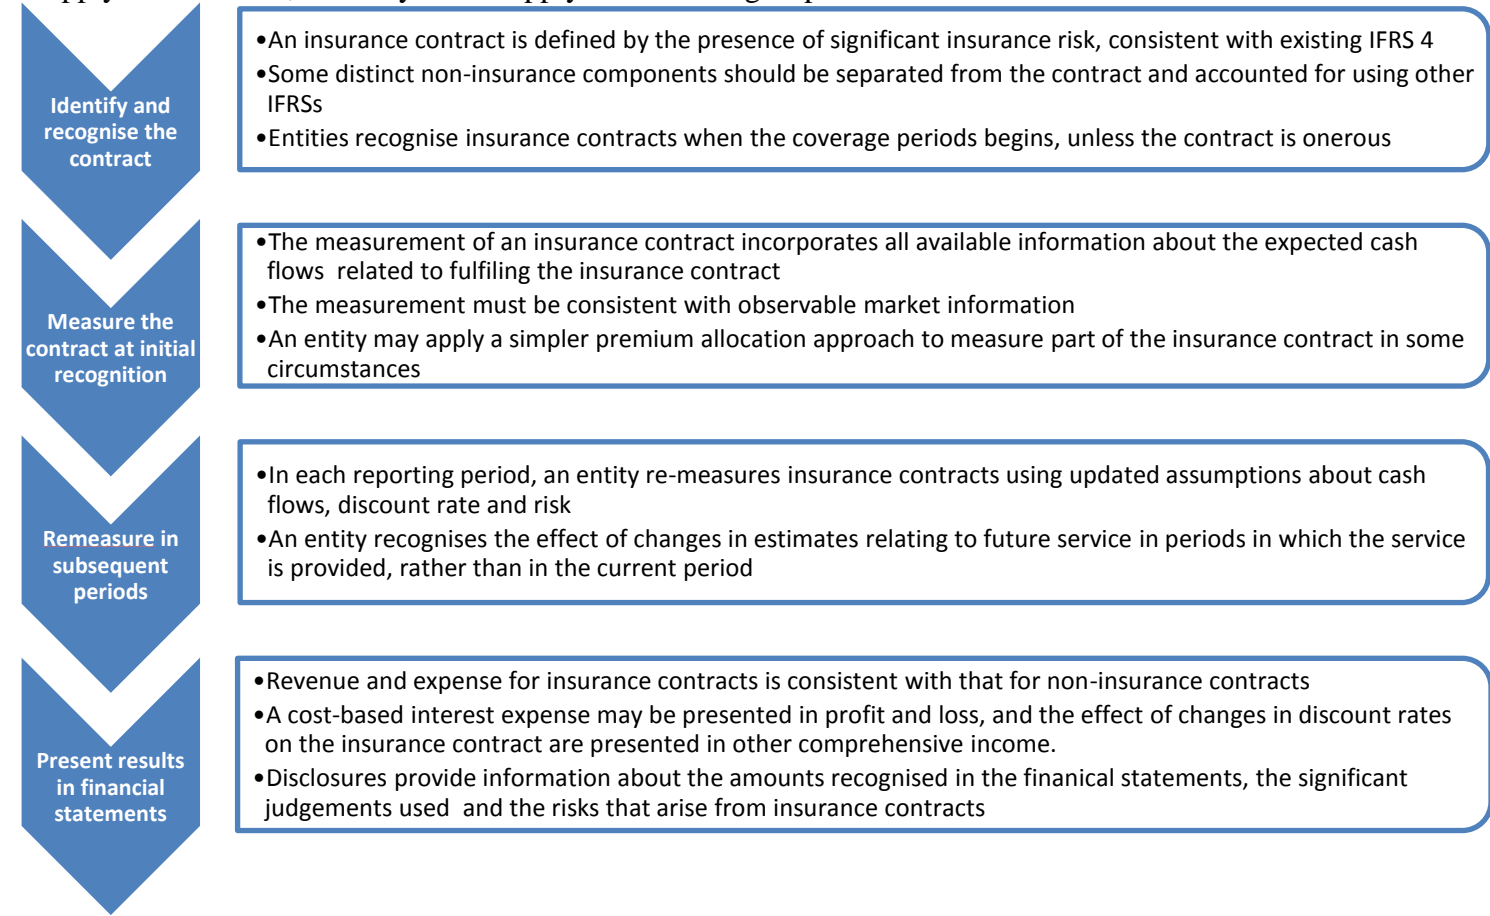 Identify and
recognise the
contract
•An insurance contract is defined by the presence of significant insurance risk, consistent with existing IFRS 4
•Some distinct non-insurance components should be separated from the contract and accounted for using other
IFRSs
•Entities recognise insurance contracts when the coverage periods begins, unless the contract is onerous
Measure the
contract at initial
recognition
•The measurement of an insurance contract incorporates all available information about the expected cash
flows related to fulfiling the insurance contract
•The measurement must be consistent with observable market information
•An entity may apply a simpler premium allocation approach to measure part of the insurance contract in some
circumstances
Remeasure in
subsequent
periods
•In each reporting period, an entity re-measures insurance contracts using updated assumptions about cash
flows, discount rate and risk
•An entity recognises the effect of changes in estimates relating to future service in periods in which the service
is provided, rather than in the current period
Present results
in financial
statements
•Revenue and expense for insurance contracts is consistent with that for non-insurance contracts
•A cost-based interest expense may be presented in profit and loss, and the effect of changes in discount rates
on the insurance contract are presented in other comprehensive income.
•Disclosures provide information about the amounts recognised in the finanical statements, the significant
judgements used and the risks that arise from insurance contracts